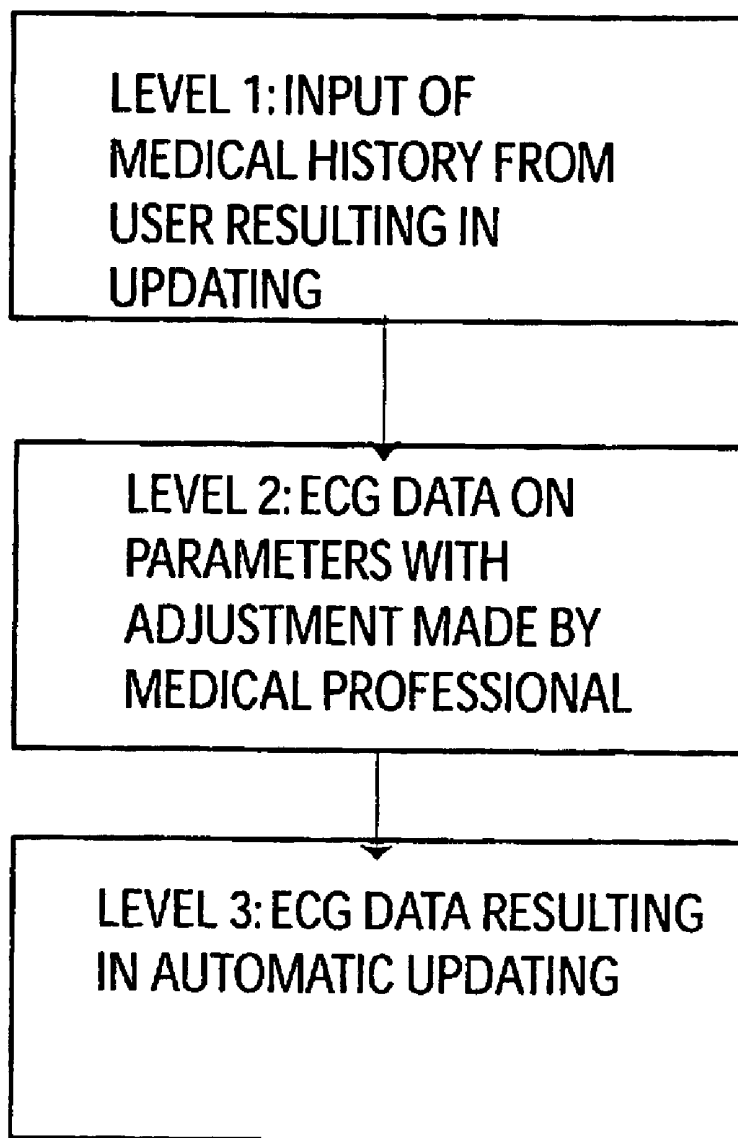 LEVEL 1: INPUT OF
MEDICAL HISTORY FROM
USER RESULTING IN
UPDATING
LEVEL 2: ECG DATA ON
PARAMETERS WITH
ADJUSTMENT MADE BY
MEDICAL PROFESSIONAL
LEVEL 3: ECG DATA RESULTING
IN AUTOMATIC UPDATING